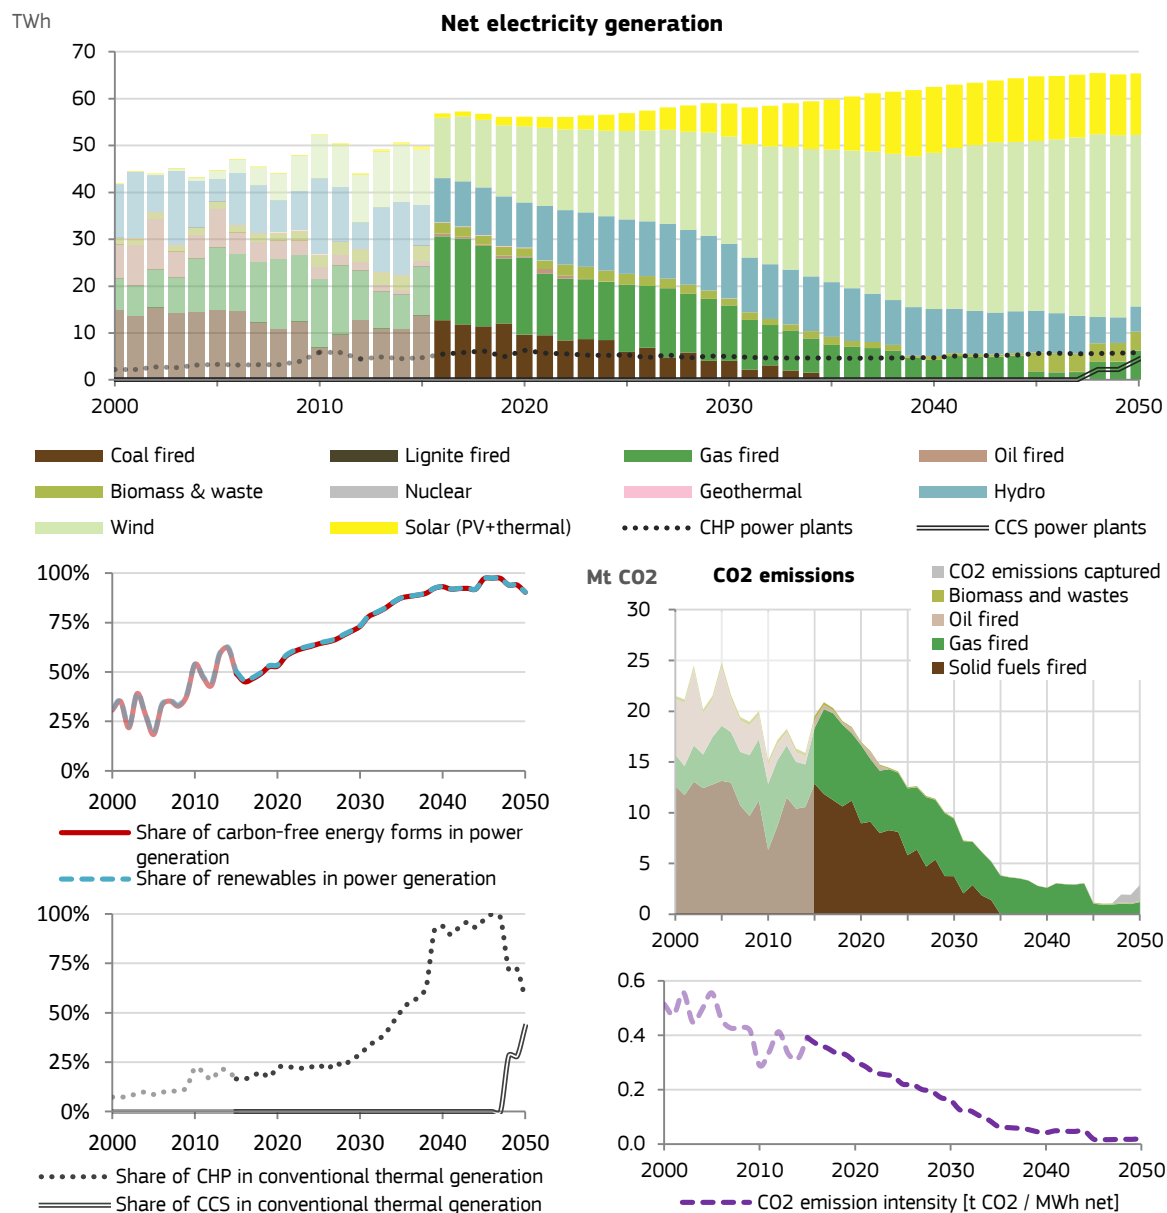 TWh
Net electricity generation
70
60
50
40
30
20
10
0
2000 2010 2020 2030 2040 2050
Coal fired Lignite fired Gas fired Oil fired
Biomass & waste Nuclear Geothermal Hydro
Wind Solar (PV+thermal) CHP power plants CCS power plants
100%
75%
50%
25%
0%
2000 2010 2020 2030 2040 2050
Share of carbon-free energy forms in power
generation
Share of renewables in power generation
Mt CO2
CO2 emissions
CO2 emissions captured
Biomass and wastes
Oil fired
Gas fired
Solid fuels fired
30
25
20
15
10
5
0
2000 2010 2020 2030 2040 2050
100%
75%
50%
25%
0%
2000 2010 2020 2030 2040 2050
Share of CHP in conventional thermal generation
Share of CCS in conventional thermal generation
0.6
0.4
0.2
0.0
2000 2010 2020 2030 2040 2050
CO2 emission intensity [t CO2 / MWh net]